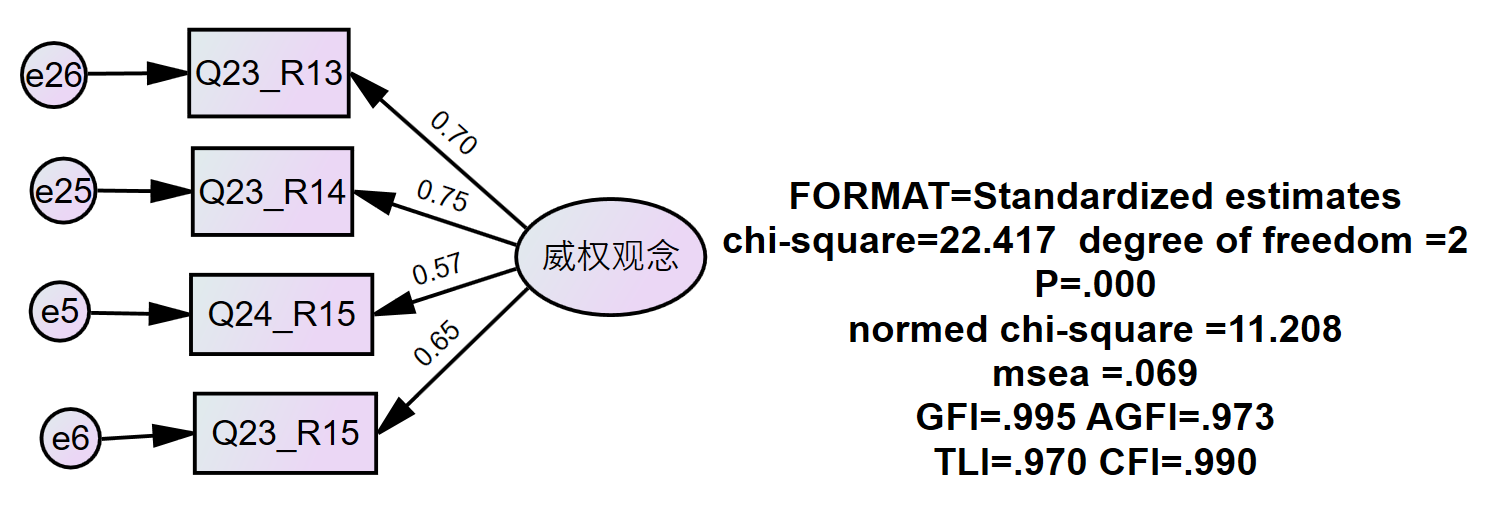 e26
Q23_R13
0.70
e25
Q23_R14
0.75
威权观念
e5
Q24_R15
0.57
e6
Q23_R15
0.65
FORMAT=Standardized estimates
chi-square=22.417 degree of freedom =2
P=.000
normed chi-square =11.208
msea =.069
GFI=.995 AGFI=.973
TLI=.970 CFI=.990